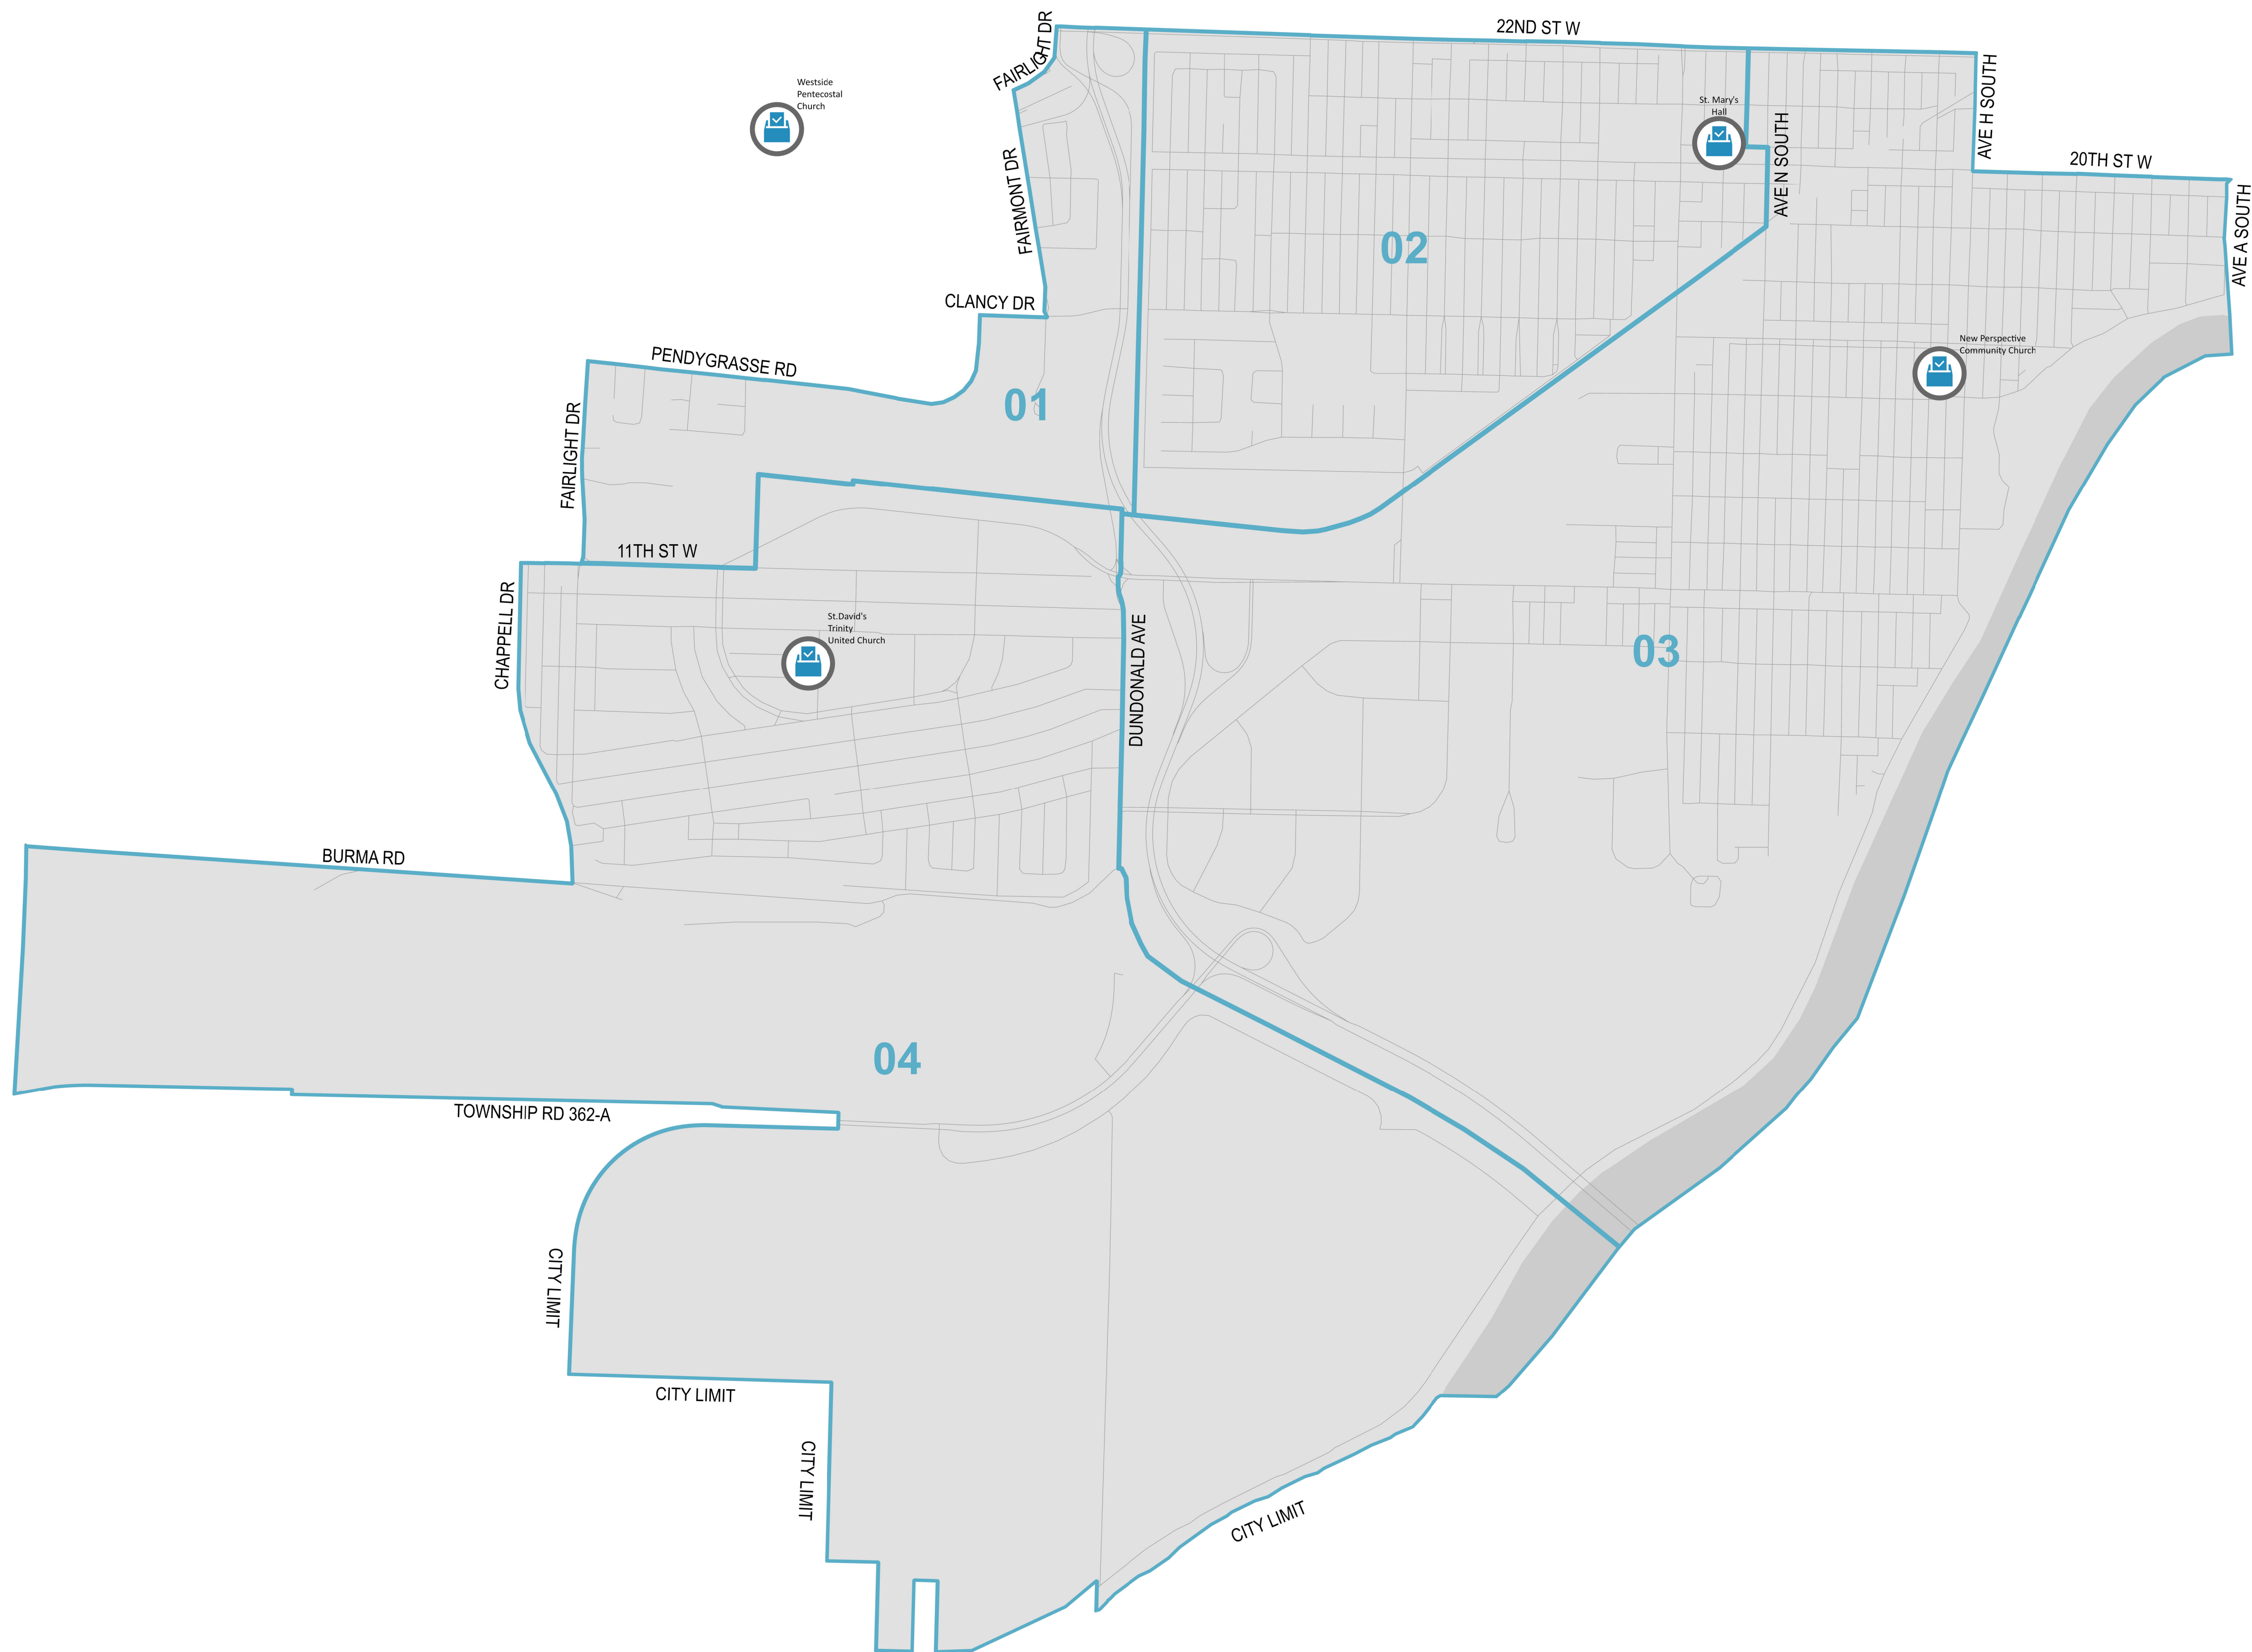 FAIRLIGHT DR
22ND ST W
FAIRLIGHT DR
Westside
Pentecostal
Church
AVE H SOUTH
St. Mary's
Hall
AVE N SOUTH
20TH ST W
FAIRMONT DR
AVE A SOUTH
02
CLANCY DR
New Perspective
Community Church
PENDYGRASSE RD
01
FAIRLIGHT DR
11TH ST W
CHAPPELL DR
St.David's
Trinity
United Church
DUNDONALD AVE
03
BURMA RD
04
TOWNSHIP RD 362-A
CITY LIMIT
CITY LIMIT
CITY LIMIT
CITY LIMIT